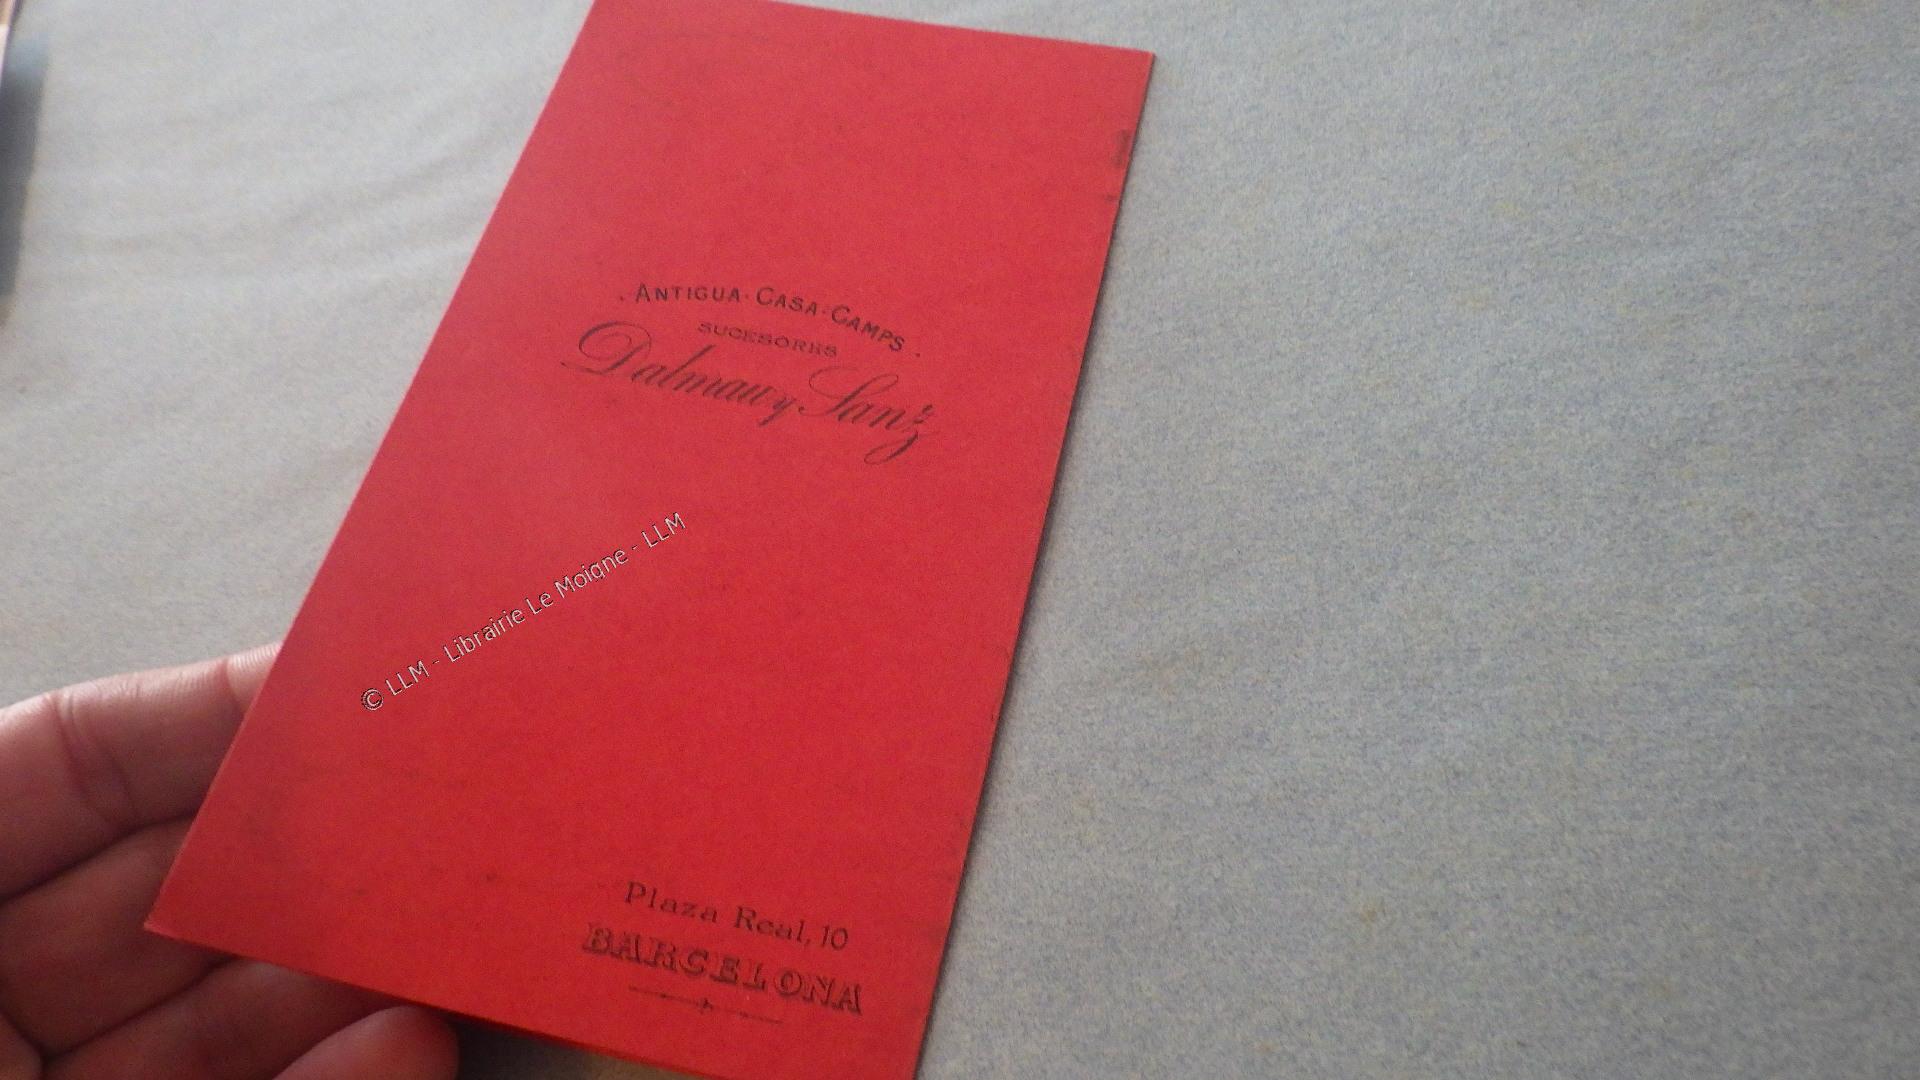 · ANTIGUA · CASA · CAMPS ·
SUCESORES
Dalmau y Sanz
© LLM - Librairie Le Moigne - LLM
Plaza Real, 10
BARCELONA